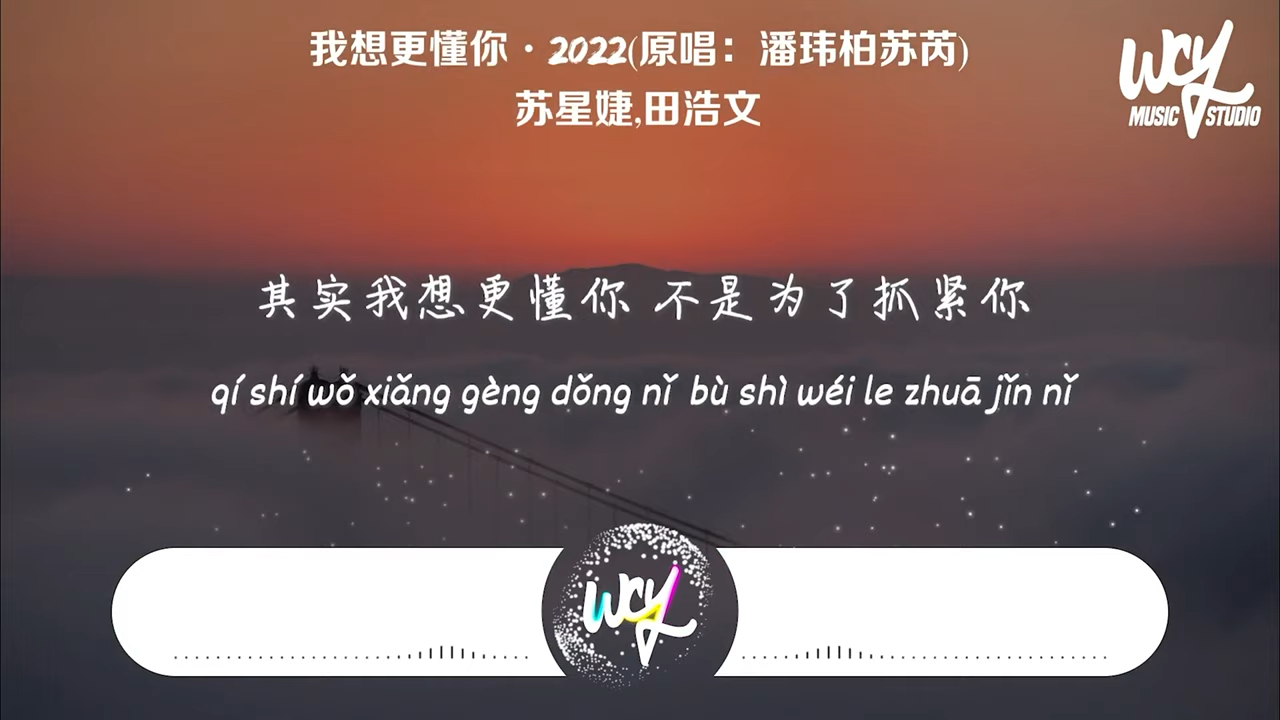 我想更懂你·2022(原唱：潘玮柏苏芮)
苏星婕,田浩文
WCY
MUSIC STUDIO
其实我想更懂你 不是为了抓紧你
qí shí wǒ xiǎng gèng dǒng nǐ bù shì wéi le zhuā jǐn nǐ
WCY